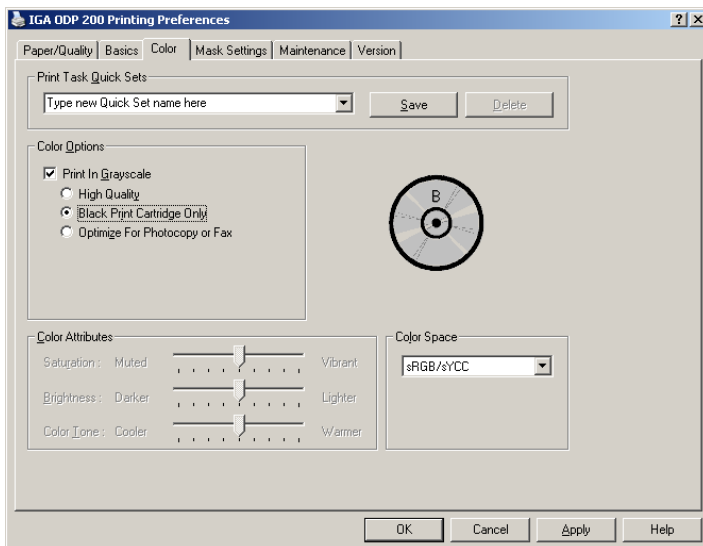 IGA ODP 200 Printing Preferences
Paper/Quality Basics Color Mask Settings Maintenance Version
Print Task Quick Sets
Type new Quick Set name here Save Delete
Color Options
Print In Grayscale
High Quality
Black Print Cartridge Only
Optimize For Photocopy or Fax
B
Color Attributes
Saturation : Muted Vibrant
Brightness : Darker Lighter
Color Tone : Cooler Warmer
Color Space
sRGB/sYCC
OK Cancel Apply Help